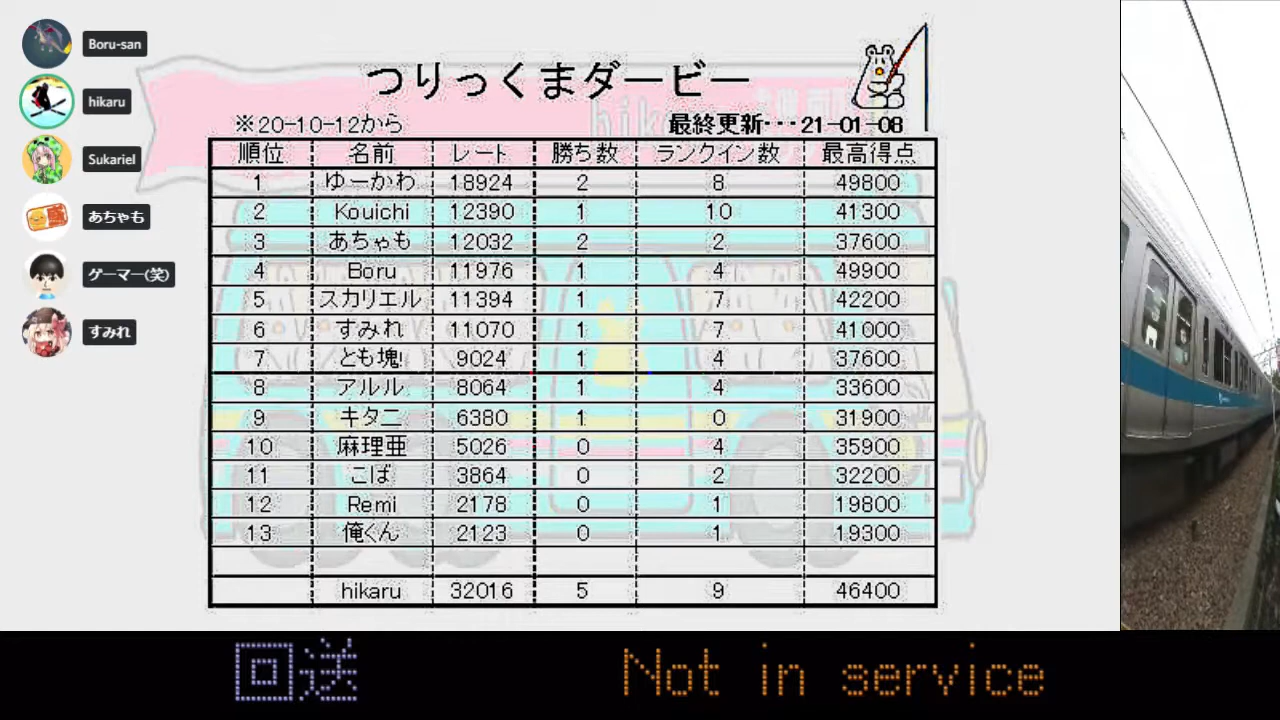 Boru-san
hikaru
Sukariel
あちゃも
ゲーマー(笑)
すみれ
つりっくまダービー
※20-10-12から 最終更新・・・21-01-08
順位 名前 レート 勝ち数 ランクイン数 最高得点
1 ゆーかわ 18924 2 8 49800
2 Kouichi 12390 1 10 41300
3 あちゃも 12032 2 2 37600
4 Boru 11976 1 4 49900
5 スカリエル 11394 1 7 42200
6 すみれ 11070 1 7 41000
7 とも塊! 9024 1 4 37600
8 アルル 8064 1 4 33600
9 キタニ 6380 1 0 31900
10 麻理亜 5026 0 4 35900
11 こば 3864 0 2 32200
12 Remi 2178 0 1 19800
13 俺くん 2123 0 1 19300
hikaru 32016 5 9 46400
回送 Not in service